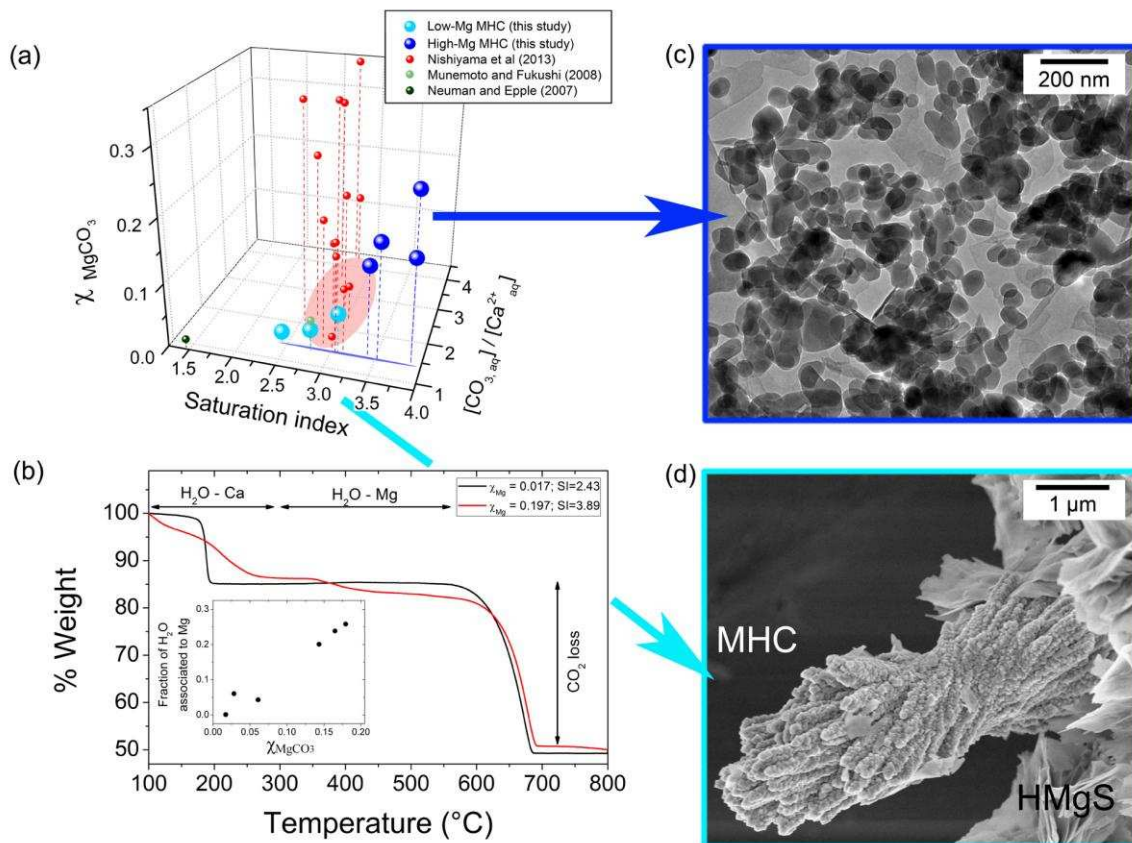 (a)
Low-Mg MHC (this study)
High-Mg MHC (this study)
Nishiyama et al (2013)
Munemoto and Fukushi (2008)
Neuman and Epple (2007)
χ MgCO₃
0.3
0.2
0.1
0.0
1.5
2.0
2.5
3.0
3.5
4.0
Saturation index
4
3
2
1
[CO₃, aq] / [Ca²⁺ aq]
(c)
200 nm
(b)
H₂O - Ca
H₂O - Mg
χMg = 0.017; SI=2.43
χMg = 0.197; SI=3.89
% Weight
100
90
80
70
60
50
CO₂ loss
Fraction of H₂O
associated to Mg
0.3
0.2
0.1
0.0
0.00
0.05
0.10
0.15
0.20
χMgCO3
100
200
300
400
500
600
700
800
Temperature (°C)
(d)
1 µm
MHC
HMgS